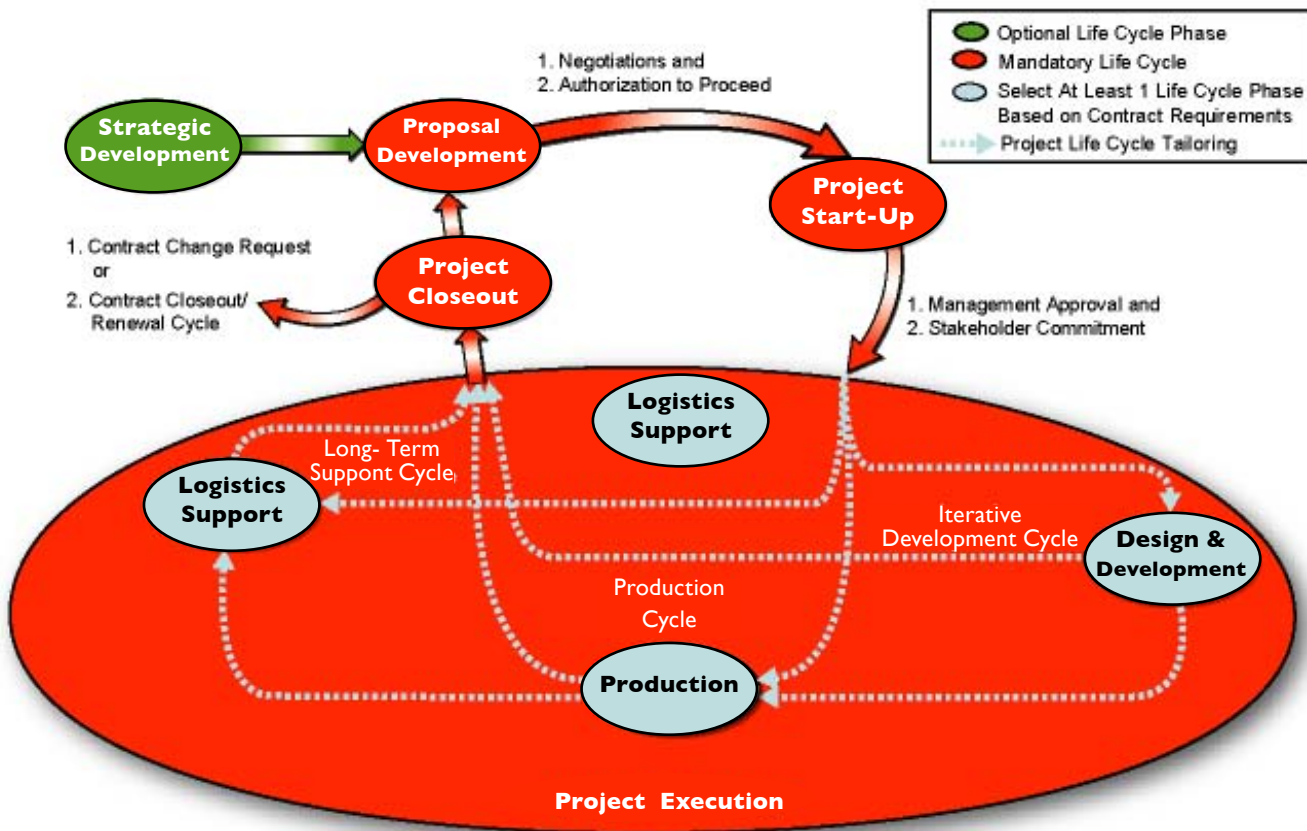 Optional Life Cycle Phase
Mandatory Life Cycle
Select At Least 1 Life Cycle Phase
Based on Contract Requirements
Project Life Cycle Tailoring
1. Negotiations and
2. Authorization to Proceed
Strategic
Development
Proposal
Development
Project
Start-Up
1. Contract Change Request
or
2. Contract Closeout/
Renewal Cycle
Project
Closeout
1. Management Approval and
2. Stakeholder Commitment
Logistics
Support
Long- Term
Suppont Cycle
Logistics
Support
Iterative
Development Cycle
Design &
Development
Production
Cycle
Production
Project Execution